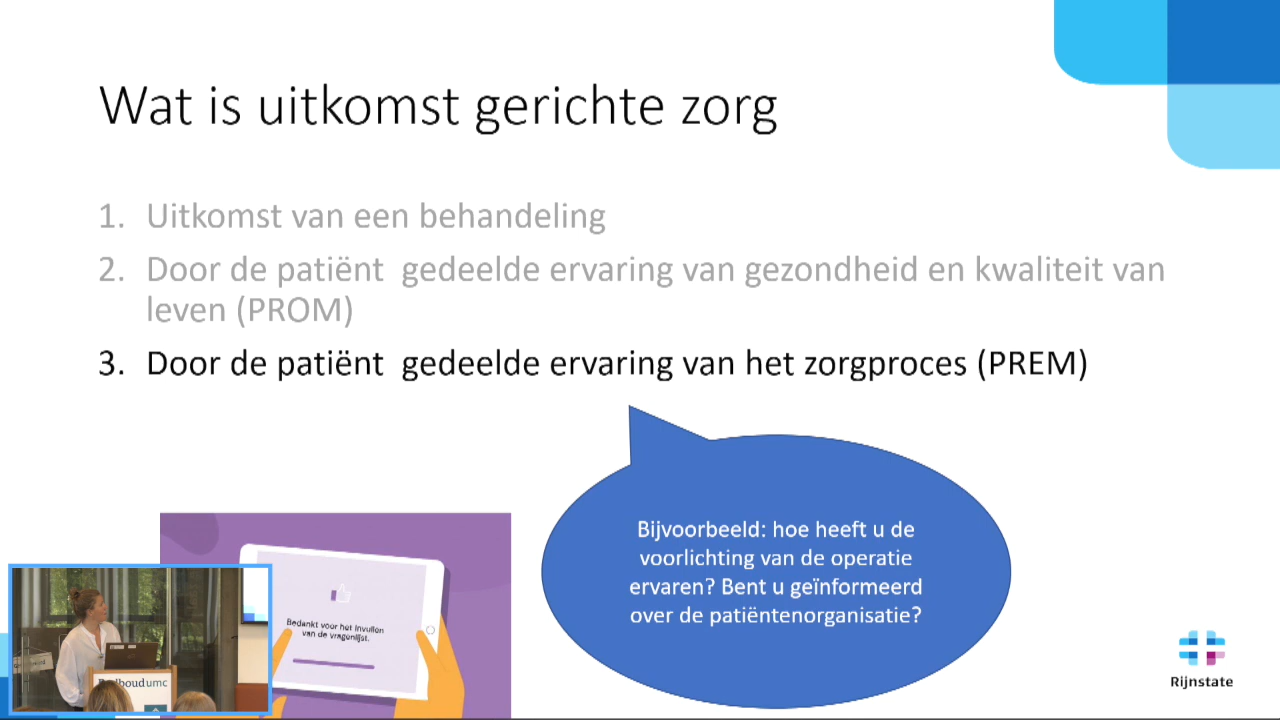 Wat is uitkomst gerichte zorg
1. Uitkomst van een behandeling
2. Door de patiënt gedeelde ervaring van gezondheid en kwaliteit van
leven (PROM)
3. Door de patiënt gedeelde ervaring van het zorgproces (PREM)
Bijvoorbeeld: hoe heeft u de
voorlichting van de operatie
ervaren? Bent u geïnformeerd
over de patiëntenorganisatie?
Bedankt voor het invullen
van de vragenlijst.
umc
Rijnstate